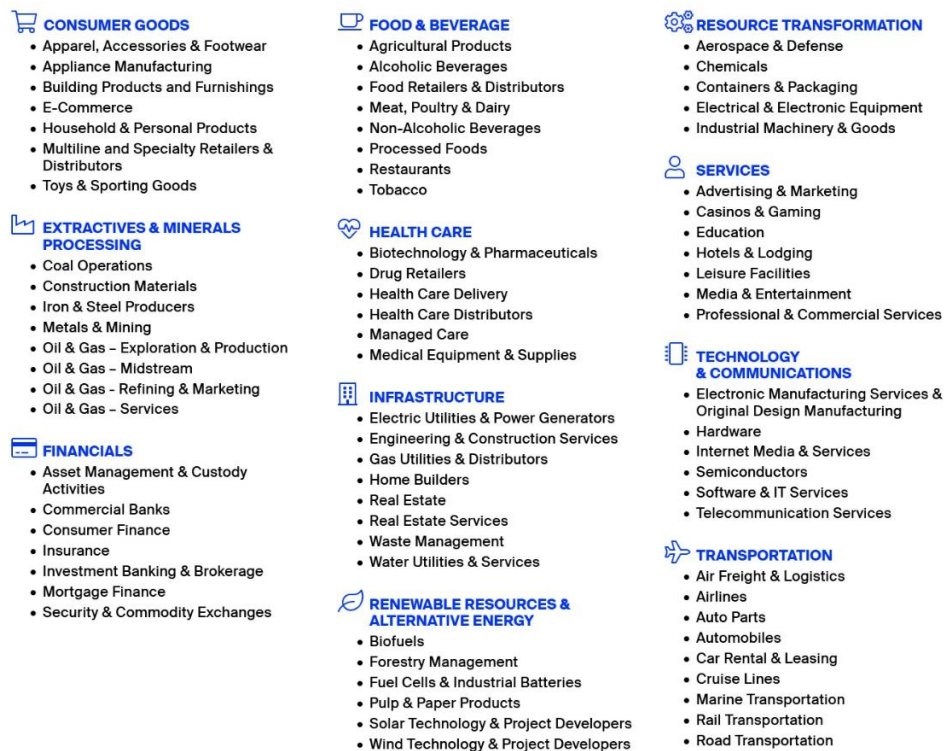 CONSUMER GOODS
• Apparel, Accessories & Footwear
• Appliance Manufacturing
• Building Products and Furnishings
• E-Commerce
• Household & Personal Products
• Multiline and Specialty Retailers &
Distributors
• Toys & Sporting Goods
EXTRACTIVES & MINERALS
PROCESSING
• Coal Operations
• Construction Materials
• Iron & Steel Producers
• Metals & Mining
• Oil & Gas – Exploration & Production
• Oil & Gas – Midstream
• Oil & Gas - Refining & Marketing
• Oil & Gas – Services
FINANCIALS
• Asset Management & Custody
Activities
• Commercial Banks
• Consumer Finance
• Insurance
• Investment Banking & Brokerage
• Mortgage Finance
• Security & Commodity Exchanges
FOOD & BEVERAGE
• Agricultural Products
• Alcoholic Beverages
• Food Retailers & Distributors
• Meat, Poultry & Dairy
• Non-Alcoholic Beverages
• Processed Foods
• Restaurants
• Tobacco
HEALTH CARE
• Biotechnology & Pharmaceuticals
• Drug Retailers
• Health Care Delivery
• Health Care Distributors
• Managed Care
• Medical Equipment & Supplies
INFRASTRUCTURE
• Electric Utilities & Power Generators
• Engineering & Construction Services
• Gas Utilities & Distributors
• Home Builders
• Real Estate
• Real Estate Services
• Waste Management
• Water Utilities & Services
RENEWABLE RESOURCES &
ALTERNATIVE ENERGY
• Biofuels
• Forestry Management
• Fuel Cells & Industrial Batteries
• Pulp & Paper Products
• Solar Technology & Project Developers
• Wind Technology & Project Developers
RESOURCE TRANSFORMATION
• Aerospace & Defense
• Chemicals
• Containers & Packaging
• Electrical & Electronic Equipment
• Industrial Machinery & Goods
SERVICES
• Advertising & Marketing
• Casinos & Gaming
• Education
• Hotels & Lodging
• Leisure Facilities
• Media & Entertainment
• Professional & Commercial Services
TECHNOLOGY
& COMMUNICATIONS
• Electronic Manufacturing Services &
Original Design Manufacturing
• Hardware
• Internet Media & Services
• Semiconductors
• Software & IT Services
• Telecommunication Services
TRANSPORTATION
• Air Freight & Logistics
• Airlines
• Auto Parts
• Automobiles
• Car Rental & Leasing
• Cruise Lines
• Marine Transportation
• Rail Transportation
• Road Transportation